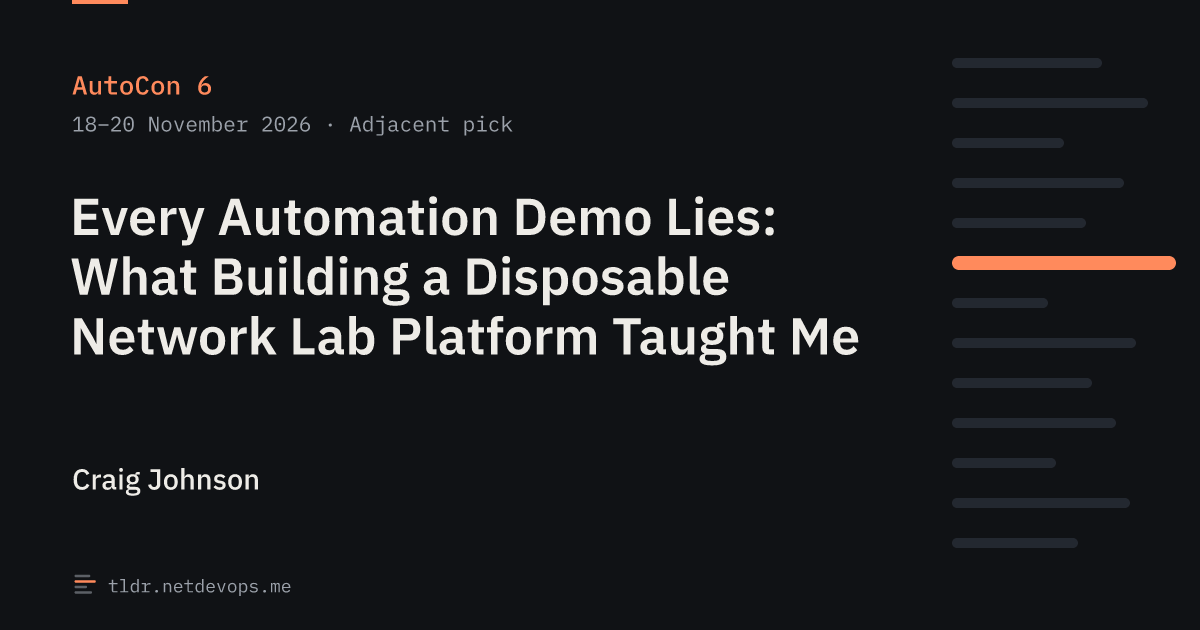 AutoCon 6
18–20 November 2026 · Adjacent pick
Every Automation Demo Lies:
What Building a Disposable
Network Lab Platform Taught Me
Craig Johnson
tldr.netdevops.me